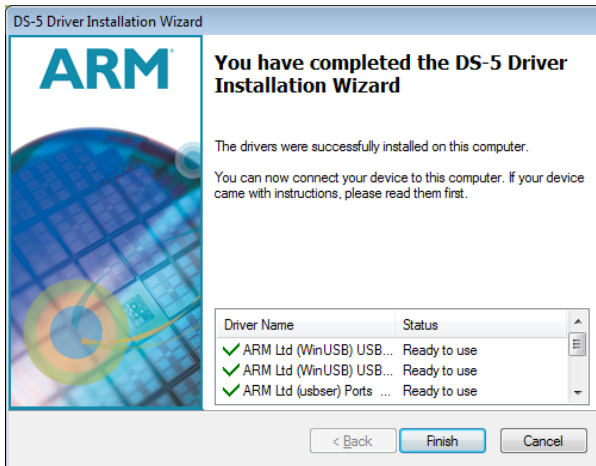 DS-5 Driver Installation Wizard
ARM
You have completed the DS-5 Driver
Installation Wizard
The drivers were successfully installed on this computer.
You can now connect your device to this computer. If your device
came with instructions, please read them first.
Driver Name Status
ARM Ltd (WinUSB) USB... Ready to use
ARM Ltd (WinUSB) USB... Ready to use
ARM Ltd (usbser) Ports ... Ready to use
< Back Finish Cancel